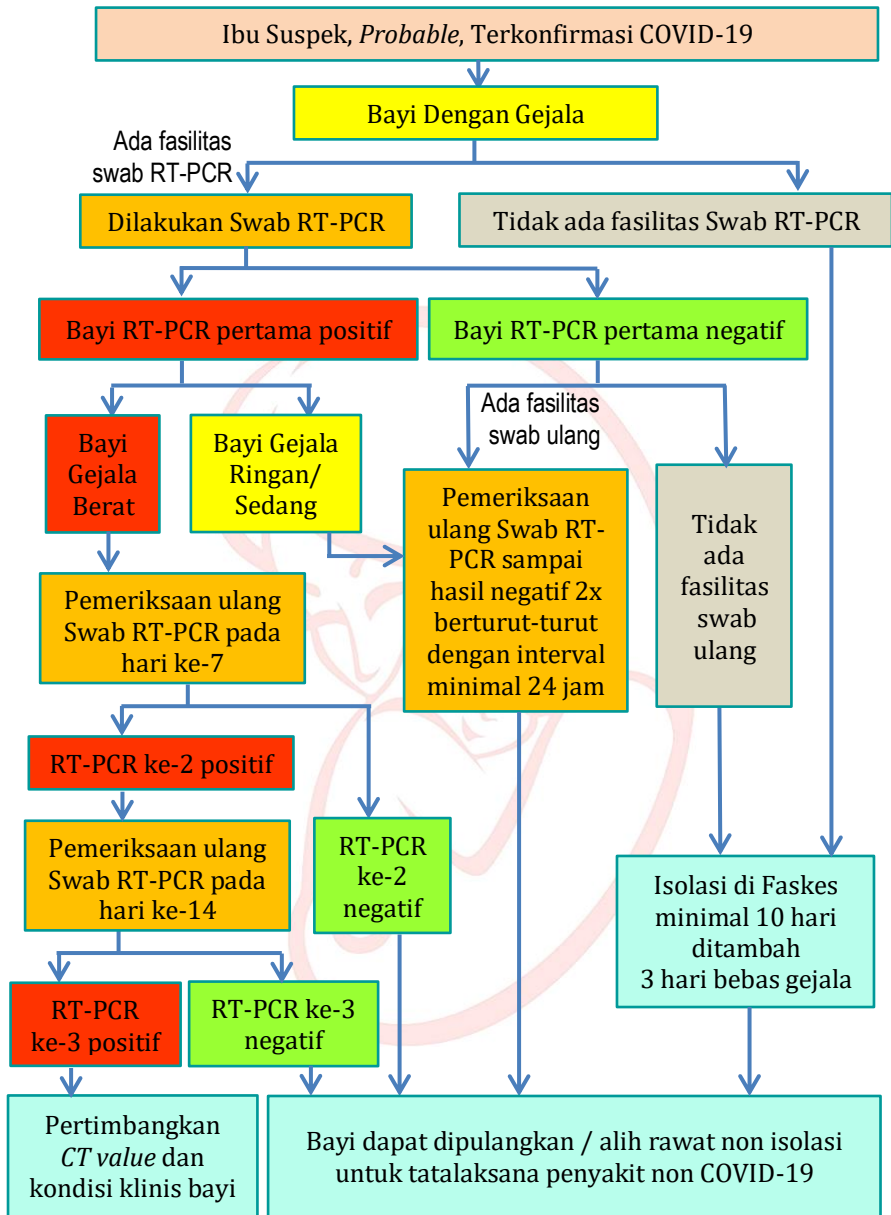 Ibu Suspek, Probable, Terkonfirmasi COVID-19
Bayi Dengan Gejala
Ada fasilitas
swab RT-PCR
Dilakukan Swab RT-PCR
Tidak ada fasilitas Swab RT-PCR
Bayi RT-PCR pertama positif
Bayi RT-PCR pertama negatif
Bayi
Gejala
Berat
Bayi Gejala
Ringan/
Sedang
Ada fasilitas
swab ulang
Pemeriksaan
ulang Swab RT-
PCR sampai
hasil negatif 2x
berturut-turut
dengan interval
minimal 24 jam
Tidak
ada
fasilitas
swab
ulang
Pemeriksaan ulang
Swab RT-PCR pada
hari ke-7
RT-PCR ke-2 positif
RT-PCR
ke-2
negatif
Pemeriksaan ulang
Swab RT-PCR pada
hari ke-14
Isolasi di Faskes
minimal 10 hari
ditambah
3 hari bebas gejala
RT-PCR
ke-3 positif
RT-PCR ke-3
negatif
Pertimbangkan
CT value dan
kondisi klinis bayi
Bayi dapat dipulangkan / alih rawat non isolasi
untuk tatalaksana penyakit non COVID-19